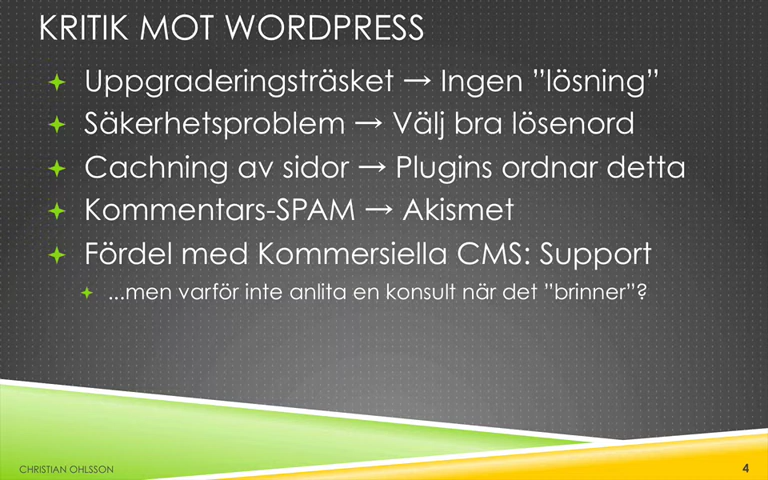 KRITIK MOT WORDPRESS
Uppgraderingsträsket → Ingen ”lösning”
Säkerhetsproblem → Välj bra lösenord
Cachning av sidor → Plugins ordnar detta
Kommentars-SPAM → Akismet
Fördel med Kommersiella CMS: Support
...men varför inte anlita en konsult när det ”brinner”?
CHRISTIAN OHLSSON
4